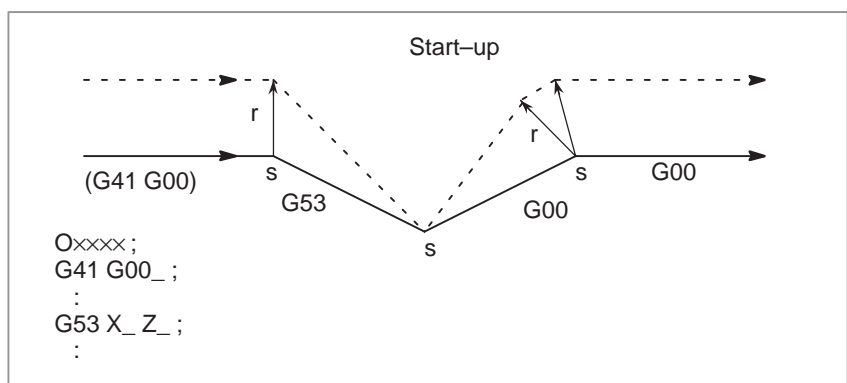 Start–up
r
r
s
s
(G41 G00)
G00
G53
G00
s
O×××× ;
G41 G00_ ;
:
G53 X_ Z_ ;
: